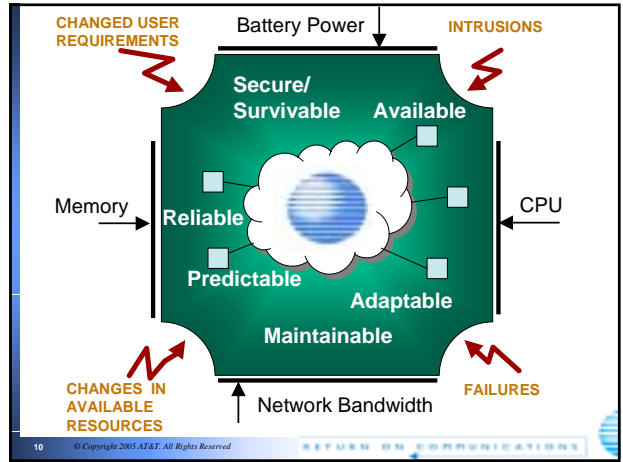 CHANGED USER
REQUIREMENTS
Battery Power
INTRUSIONS
Secure/
Survivable
Available
Memory
Reliable
CPU
Predictable
Adaptable
Maintainable
CHANGES IN
AVAILABLE
RESOURCES
Network Bandwidth
FAILURES
10
© Copyright 2005 AT&T. All Rights Reserved
RETURN ON COMMUNICATIONS